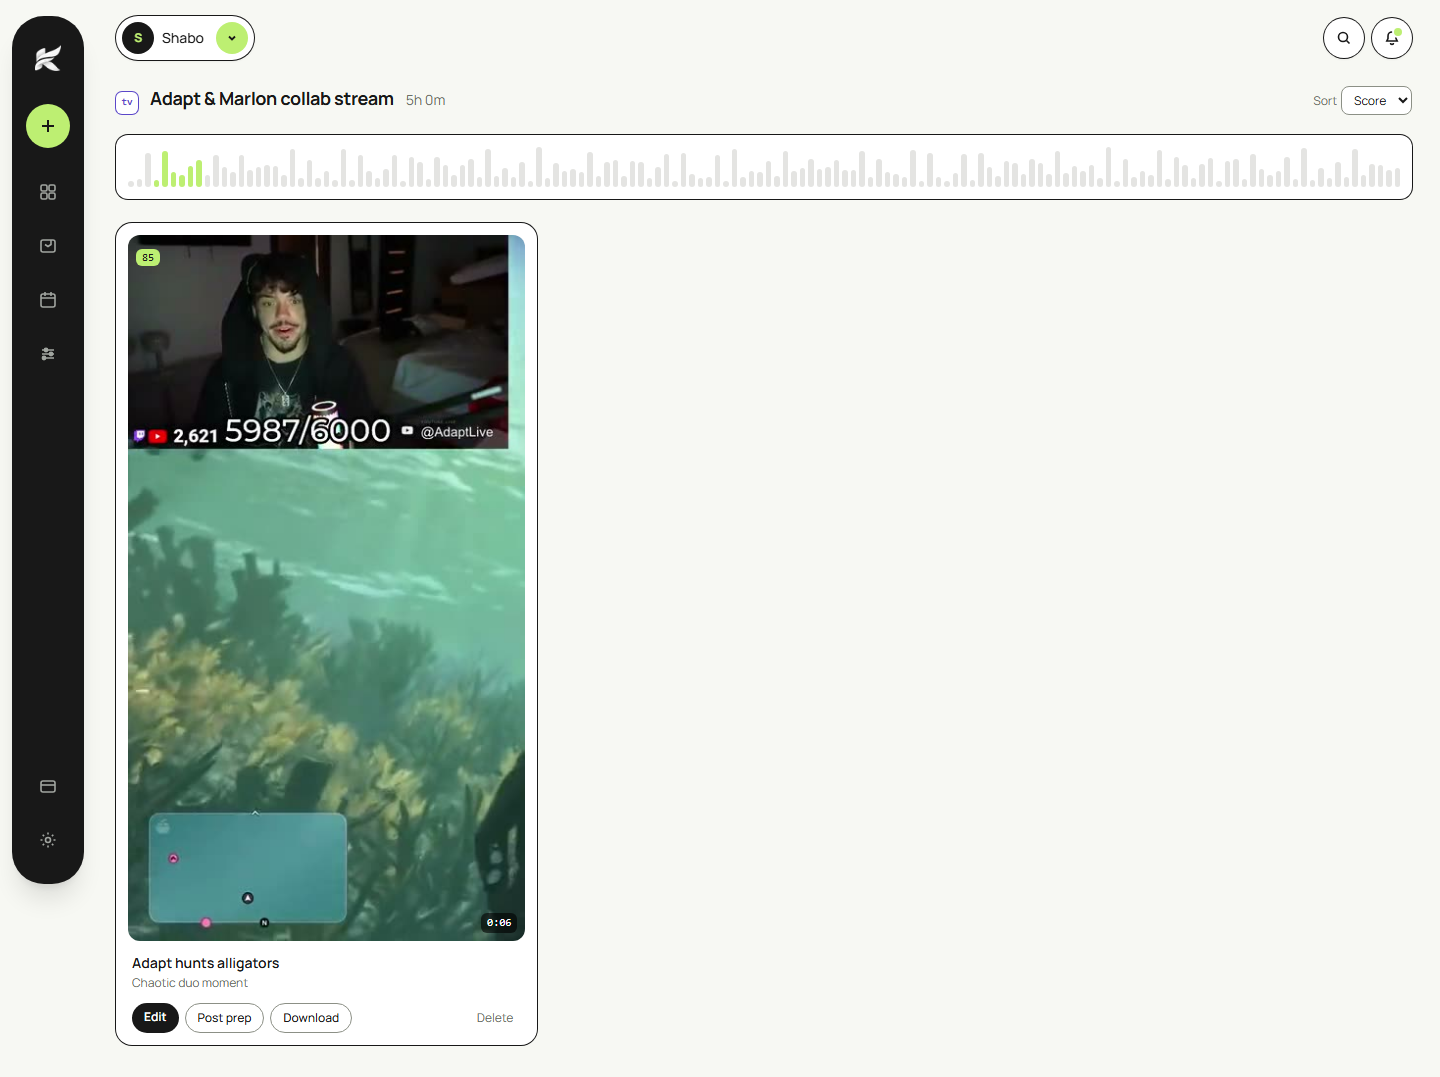 S Shabo
tv Adapt & Marlon collab stream 5h 0m
Sort Score
85
2,621 5987/6000 @AdaptLive
N
0:06
Adapt hunts alligators
Chaotic duo moment
Edit Post prep Download Delete